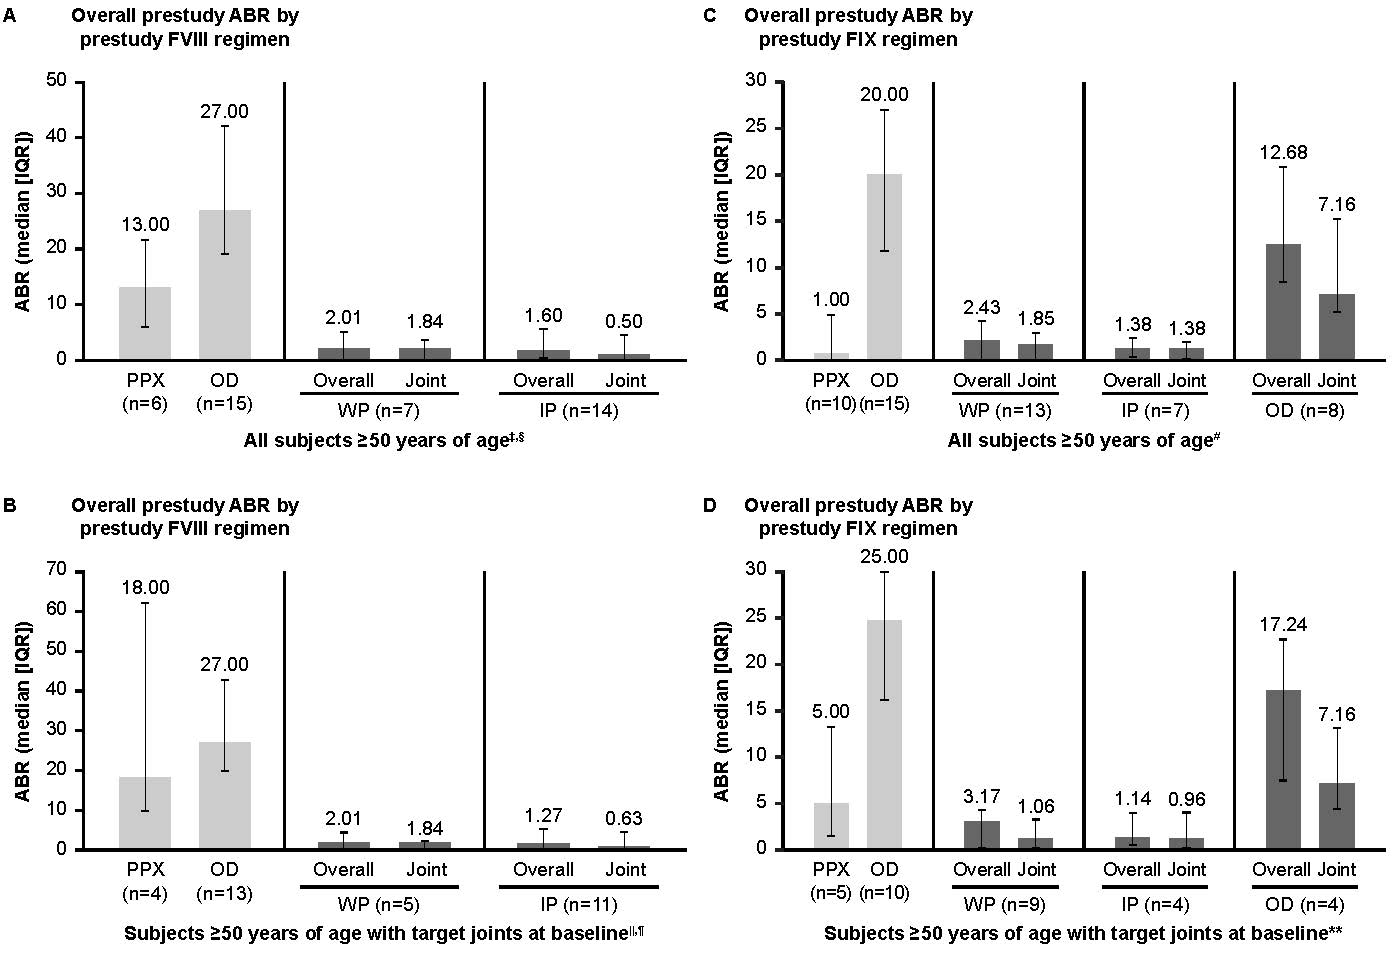 A Overall prestudy ABR by
prestudy FVIII regimen
ABR (median [IQR])
50
40
30
20
10
0
13.00
27.00
2.01
1.84
1.60
0.50
PPX OD Overall Joint Overall Joint
(n=6) (n=15) WP (n=7) IP (n=14)
All subjects ≥50 years of age‡,§
B Overall prestudy ABR by
prestudy FVIII regimen
ABR (median [IQR])
70
60
50
40
30
20
10
0
18.00
27.00
2.01
1.84
1.27
0.63
PPX OD Overall Joint Overall Joint
(n=4) (n=13) WP (n=5) IP (n=11)
Subjects ≥50 years of age with target joints at baseline||,¶
C Overall prestudy ABR by
prestudy FIX regimen
ABR (median [IQR])
30
25
20
15
10
5
0
1.00
20.00
2.43
1.85
1.38
1.38
12.68
7.16
PPX OD Overall Joint Overall Joint Overall Joint
(n=10) (n=15) WP (n=13) IP (n=7) OD (n=8)
All subjects ≥50 years of age#
D Overall prestudy ABR by
prestudy FIX regimen
ABR (median [IQR])
30
25
20
15
10
5
0
5.00
25.00
3.17
1.06
1.14
0.96
17.24
7.16
PPX OD Overall Joint Overall Joint Overall Joint
(n=5) (n=10) WP (n=9) IP (n=4) OD (n=4)
Subjects ≥50 years of age with target joints at baseline**